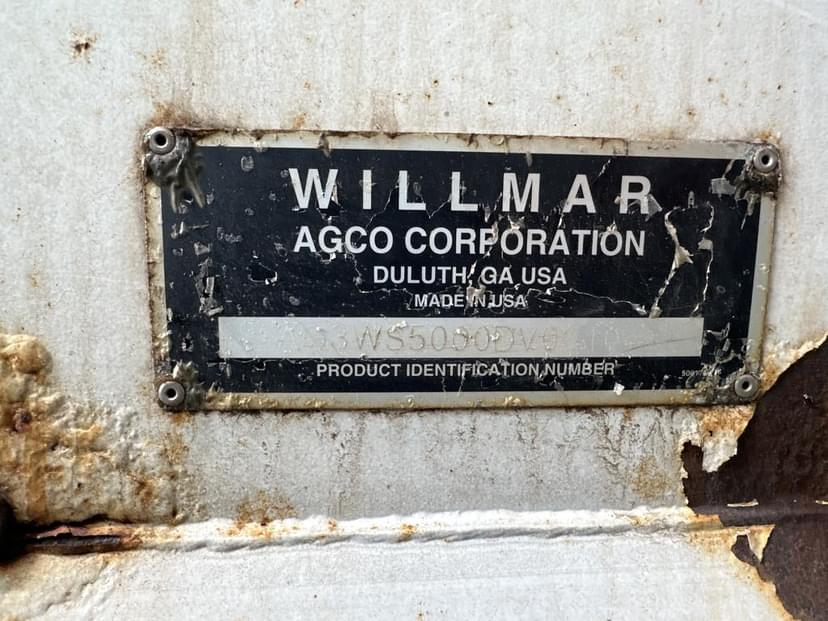 WILLMAR
AGCO CORPORATION
DULUTH, GA USA
MADE IN USA
PRODUCT IDENTIFICATION NUMBER